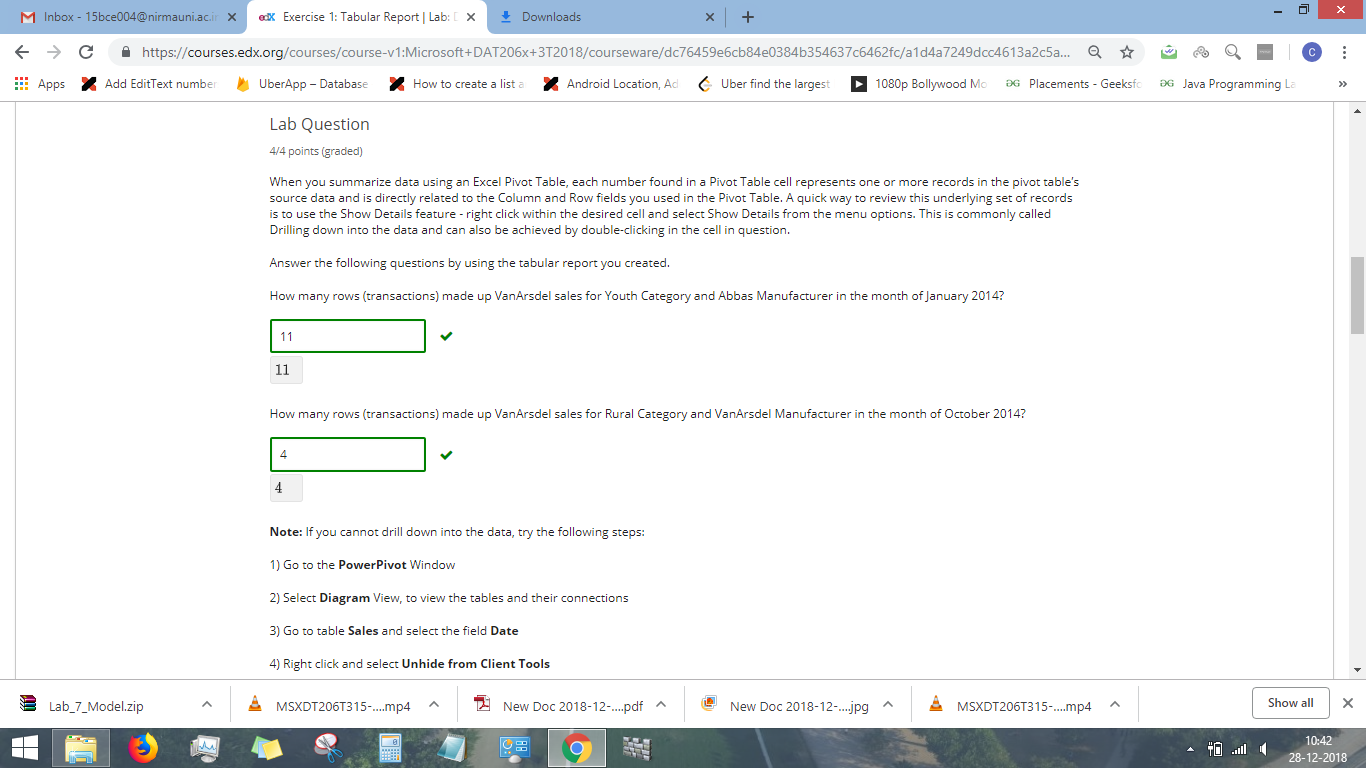 Inbox - 15bce004@nirmauni.ac.in
edX Exercise 1: Tabular Report | Lab: D
Downloads
https://courses.edx.org/courses/course-v1:Microsoft+DAT206x+3T2018/courseware/dc76459e6cb84e0384b354637c6462fc/a1d4a7249dcc4613a2c5a...
C
Apps
Add EditText number
UberApp – Database
How to create a list a
Android Location, Ad
Uber find the largest
1080p Bollywood Mo
Placements - Geeksfo
Java Programming La
»
Lab Question
4/4 points (graded)
When you summarize data using an Excel Pivot Table, each number found in a Pivot Table cell represents one or more records in the pivot table's
source data and is directly related to the Column and Row fields you used in the Pivot Table. A quick way to review this underlying set of records
is to use the Show Details feature - right click within the desired cell and select Show Details from the menu options. This is commonly called
Drilling down into the data and can also be achieved by double-clicking in the cell in question.
Answer the following questions by using the tabular report you created.
How many rows (transactions) made up VanArsdel sales for Youth Category and Abbas Manufacturer in the month of January 2014?
11
11
How many rows (transactions) made up VanArsdel sales for Rural Category and VanArsdel Manufacturer in the month of October 2014?
4
4
Note: If you cannot drill down into the data, try the following steps:
1) Go to the PowerPivot Window
2) Select Diagram View, to view the tables and their connections
3) Go to table Sales and select the field Date
4) Right click and select Unhide from Client Tools
Lab_7_Model.zip
MSXDT206T315-....mp4
New Doc 2018-12-....pdf
New Doc 2018-12-....jpg
MSXDT206T315-....mp4
Show all
10:42
28-12-2018